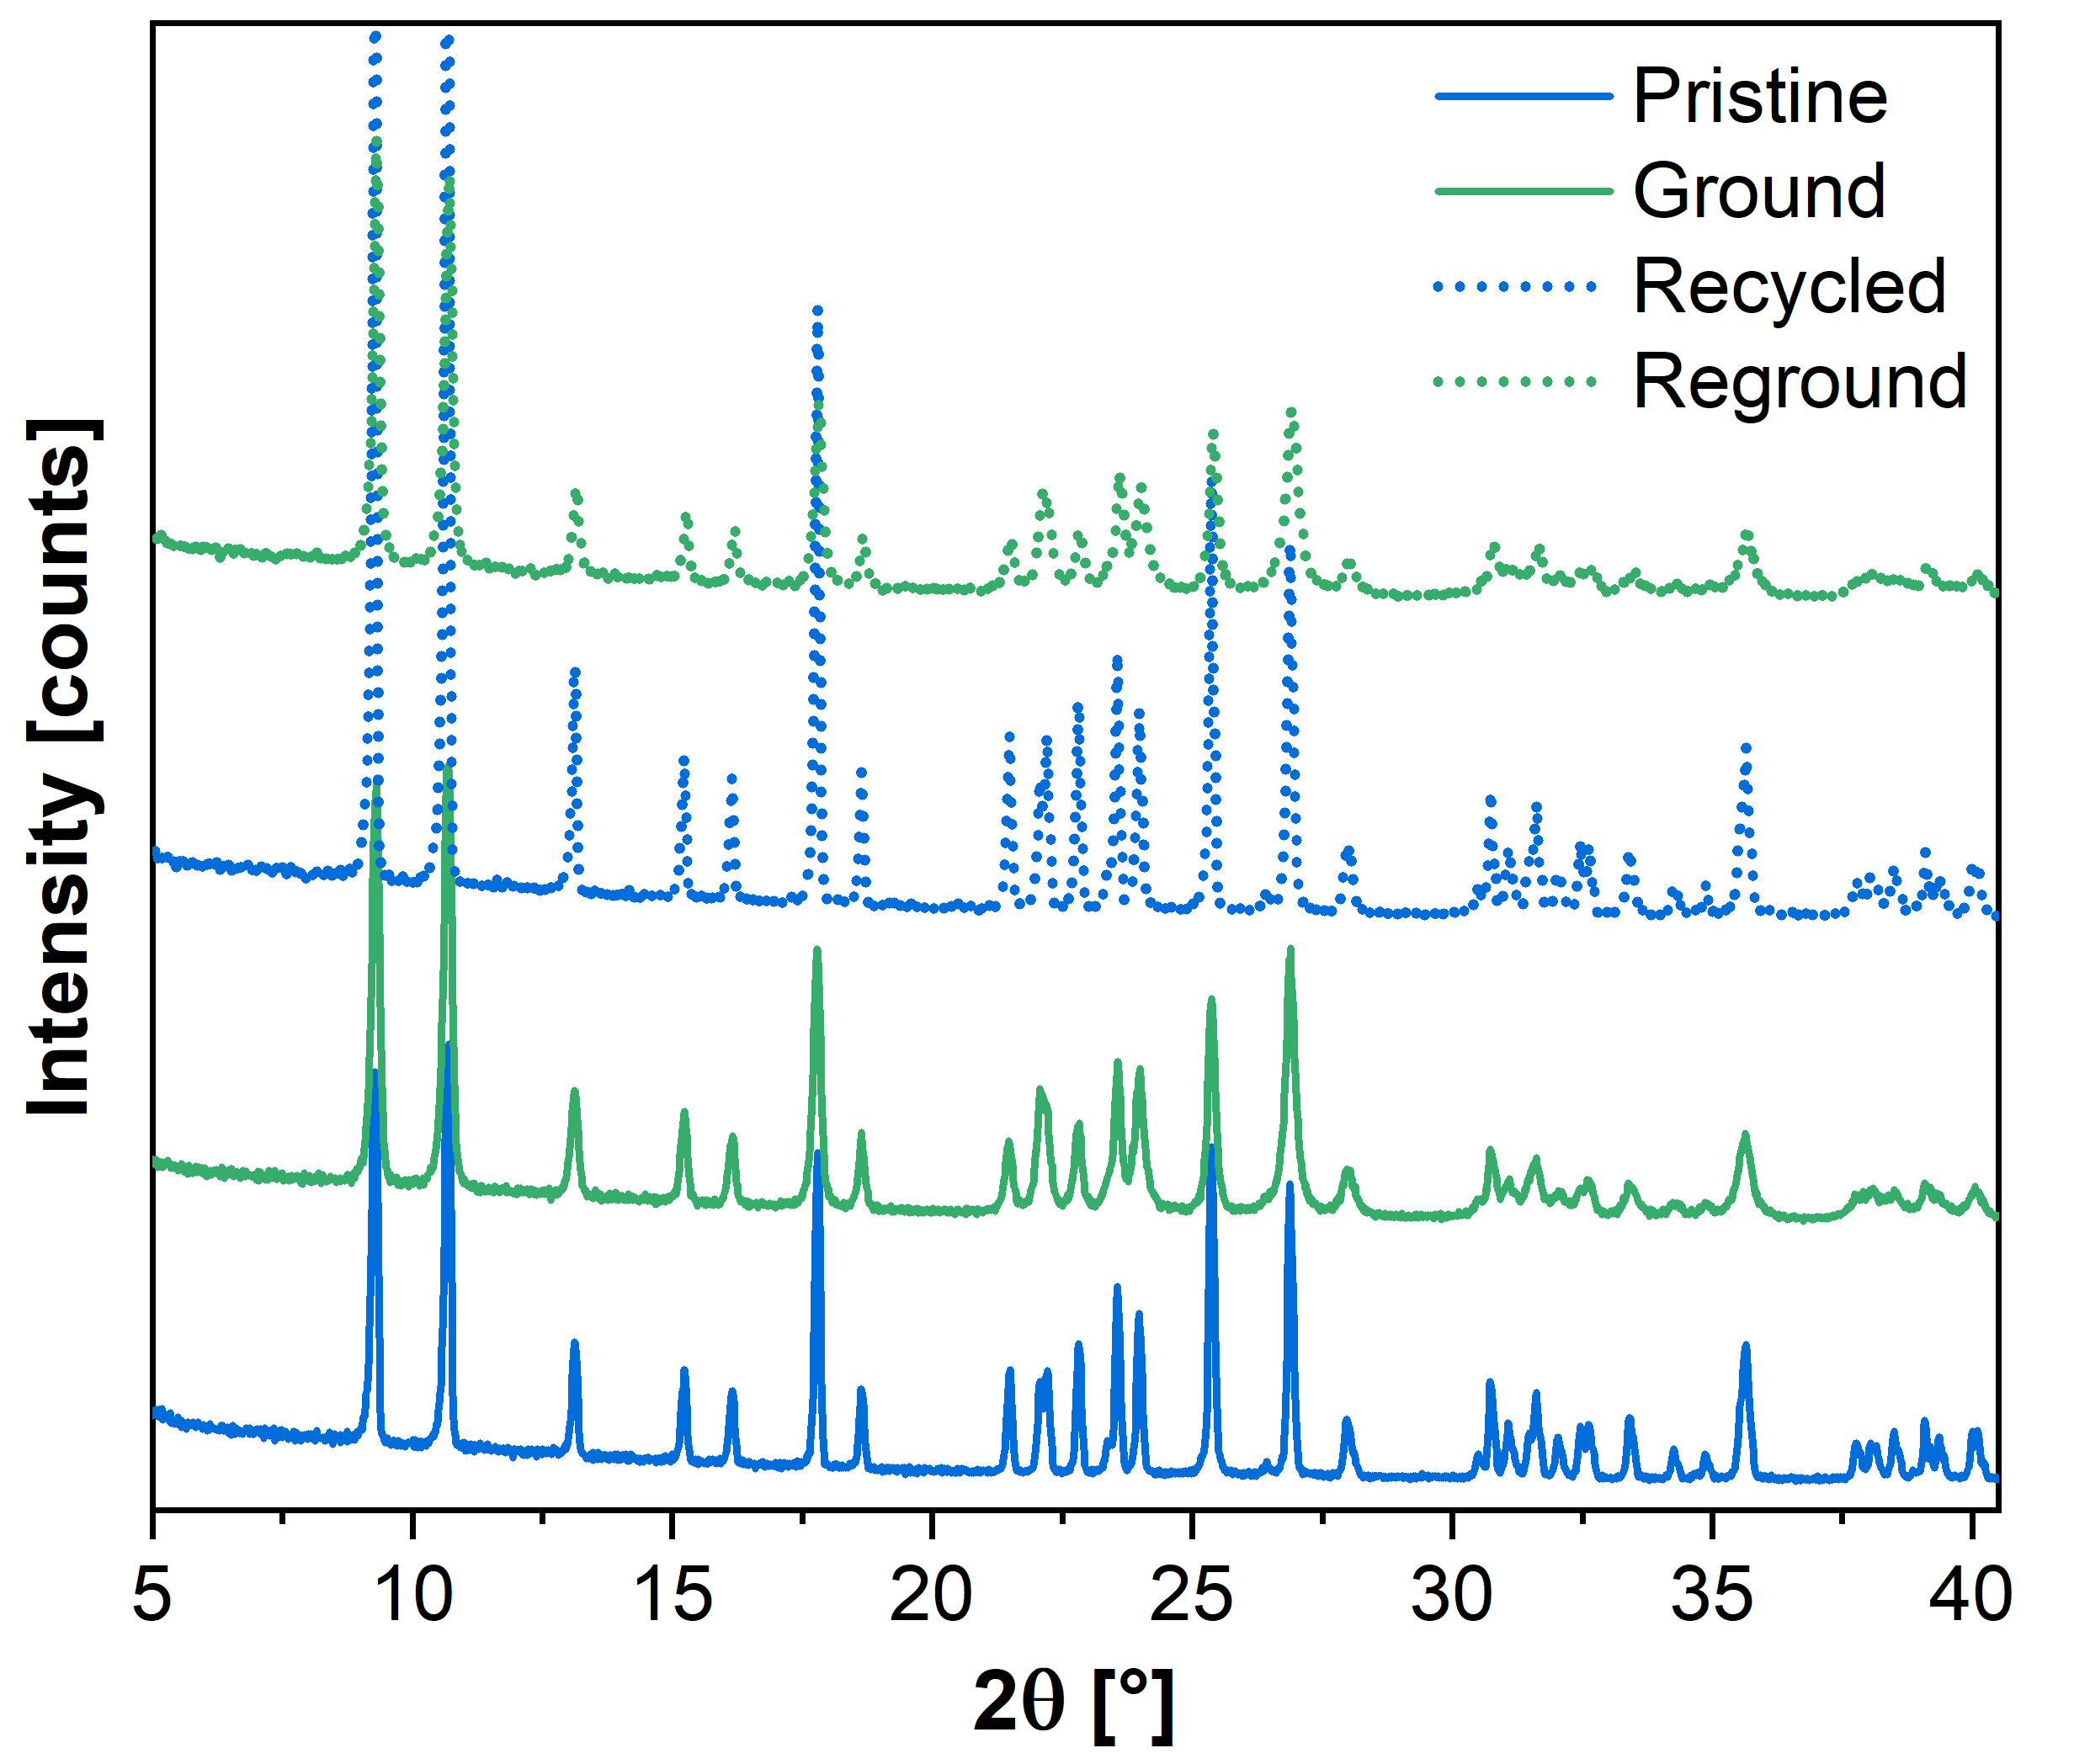 Pristine
Ground
Recycled
Reground
Intensity [counts]
5 10 15 20 25 30 35 40
2θ [°]